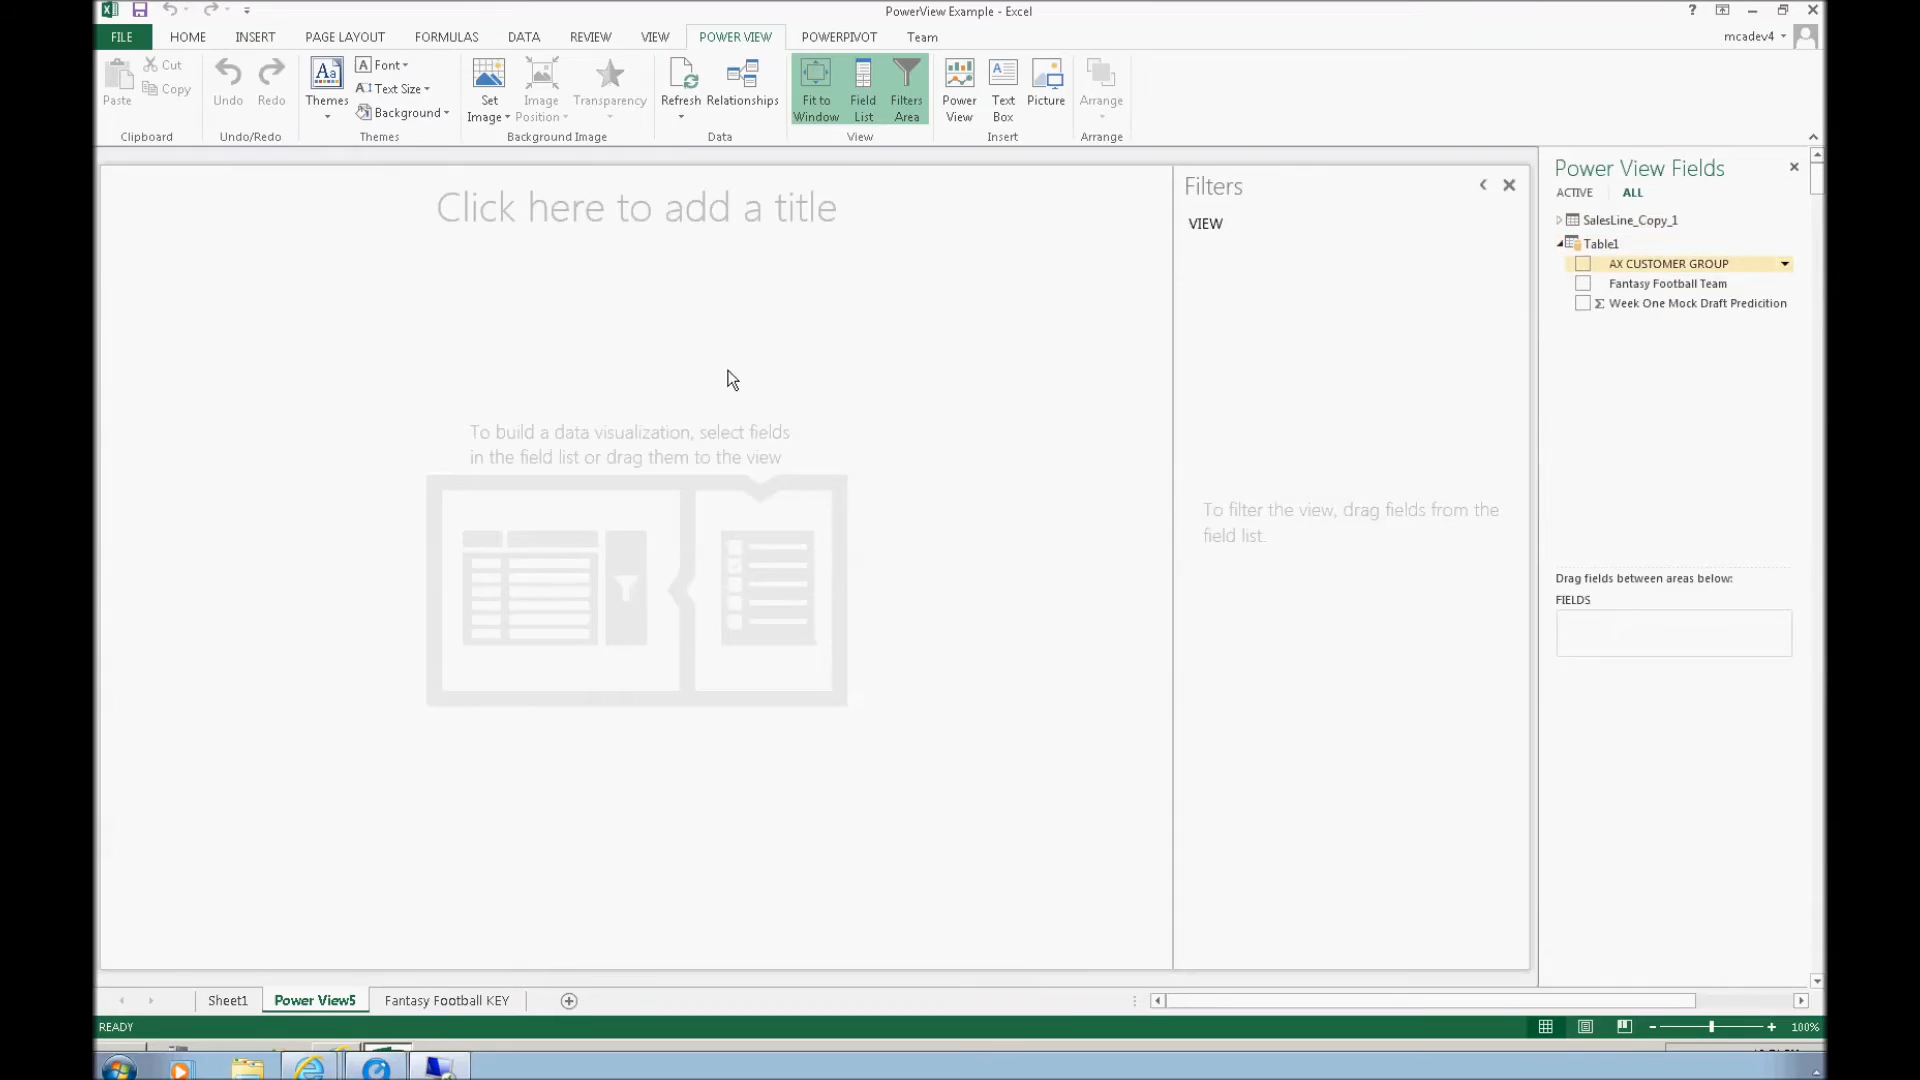 PowerView Example - Excel
FILE
HOME
INSERT
PAGE LAYOUT
FORMULAS
DATA
REVIEW
VIEW
POWER VIEW
POWERPIVOT
Team
mcadev4
Paste
Cut
Copy
Clipboard
Undo
Redo
Undo/Redo
Themes
Font
Text Size
Background
Themes
Set
Image
Image
Position
Transparency
Background Image
Refresh
Relationships
Data
Fit to
Window
Field
List
Filters
Area
View
Power
View
Text
Box
Picture
Insert
Arrange
Arrange
Click here to add a title
To build a data visualization, select fields
in the field list or drag them to the view
Filters
VIEW
To filter the view, drag fields from the
field list.
Power View Fields
ACTIVE
ALL
SalesLine_Copy_1
Table1
AX CUSTOMER GROUP
Fantasy Football Team
Σ Week One Mock Draft Predicition
Drag fields between areas below:
FIELDS
Sheet1
Power View5
Fantasy Football KEY
READY
100%